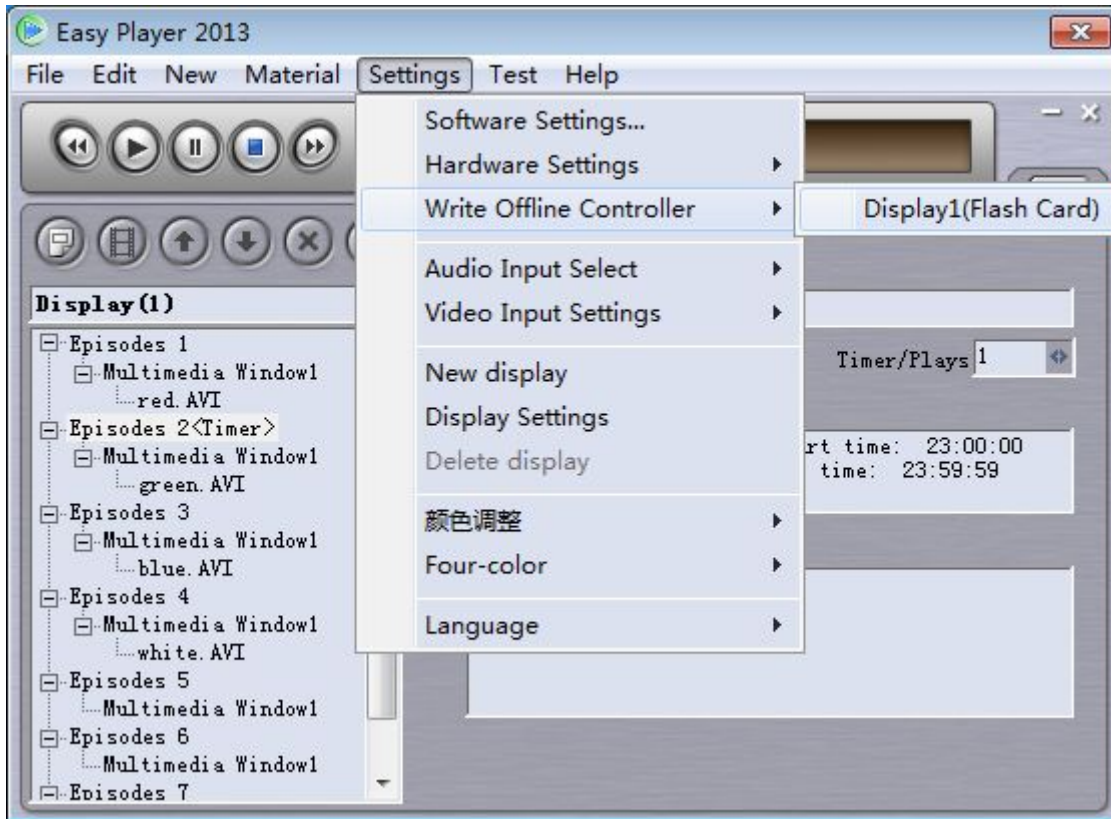 Easy Player 2013
File Edit New Material Settings Test Help
Software Settings...
Hardware Settings
Write Offline Controller
Display1(Flash Card)
Audio Input Select
Video Input Settings
New display
Display Settings
Delete display
颜色调整
Four-color
Language
Display(1)
Episodes 1
Multimedia Window1
red.AVI
Episodes 2<Timer>
Multimedia Window1
green.AVI
Episodes 3
Multimedia Window1
blue.AVI
Episodes 4
Multimedia Window1
white.AVI
Episodes 5
Multimedia Window1
Episodes 6
Multimedia Window1
Episodes 7
Timer/Plays 1
rt time: 23:00:00
time: 23:59:59